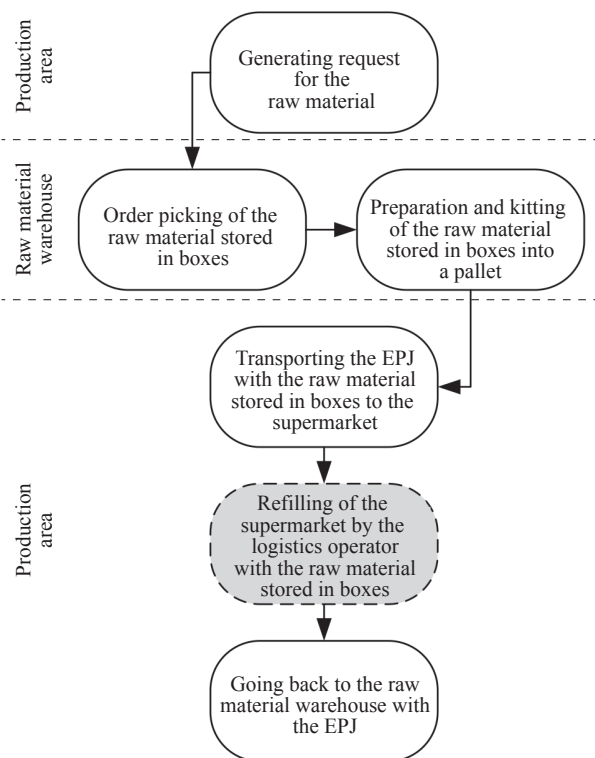 Production
area
Generating request
for the
raw material
Raw material
warehouse
Order picking of the
raw material stored
in boxes
Preparation and kitting
of the raw material
stored in boxes into
a pallet
Production
area
Transporting the EPJ
with the raw material
stored in boxes to the
supermarket
Refilling of the
supermarket by the
logistics operator
with the raw material
stored in boxes
Going back to the raw
material warehouse with
the EPJ